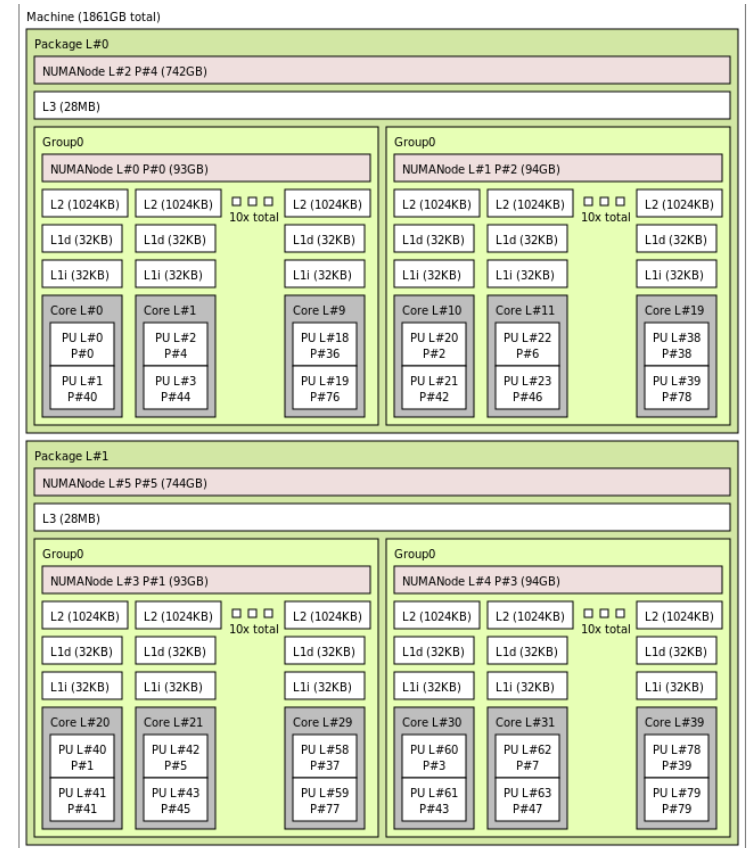 Machine (1861GB total)
Package L#0
NUMANode L#2 P#4 (742GB)
L3 (28MB)
Group0
NUMANode L#0 P#0 (93GB)
L2 (1024KB)
L2 (1024KB)
10x total
L2 (1024KB)
L1d (32KB)
L1d (32KB)
L1d (32KB)
L1i (32KB)
L1i (32KB)
L1i (32KB)
Core L#0
PU L#0
P#0
PU L#1
P#40
Core L#1
PU L#2
P#4
PU L#3
P#44
Core L#9
PU L#18
P#36
PU L#19
P#76
Group0
NUMANode L#1 P#2 (94GB)
L2 (1024KB)
L2 (1024KB)
10x total
L2 (1024KB)
L1d (32KB)
L1d (32KB)
L1d (32KB)
L1i (32KB)
L1i (32KB)
L1i (32KB)
Core L#10
PU L#20
P#2
PU L#21
P#42
Core L#11
PU L#22
P#6
PU L#23
P#46
Core L#19
PU L#38
P#38
PU L#39
P#78
Package L#1
NUMANode L#5 P#5 (744GB)
L3 (28MB)
Group0
NUMANode L#3 P#1 (93GB)
L2 (1024KB)
L2 (1024KB)
10x total
L2 (1024KB)
L1d (32KB)
L1d (32KB)
L1d (32KB)
L1i (32KB)
L1i (32KB)
L1i (32KB)
Core L#20
PU L#40
P#1
PU L#41
P#41
Core L#21
PU L#42
P#5
PU L#43
P#45
Core L#29
PU L#58
P#37
PU L#59
P#77
Group0
NUMANode L#4 P#3 (94GB)
L2 (1024KB)
L2 (1024KB)
10x total
L2 (1024KB)
L1d (32KB)
L1d (32KB)
L1d (32KB)
L1i (32KB)
L1i (32KB)
L1i (32KB)
Core L#30
PU L#60
P#3
PU L#61
P#43
Core L#31
PU L#62
P#7
PU L#63
P#47
Core L#39
PU L#78
P#39
PU L#79
P#79